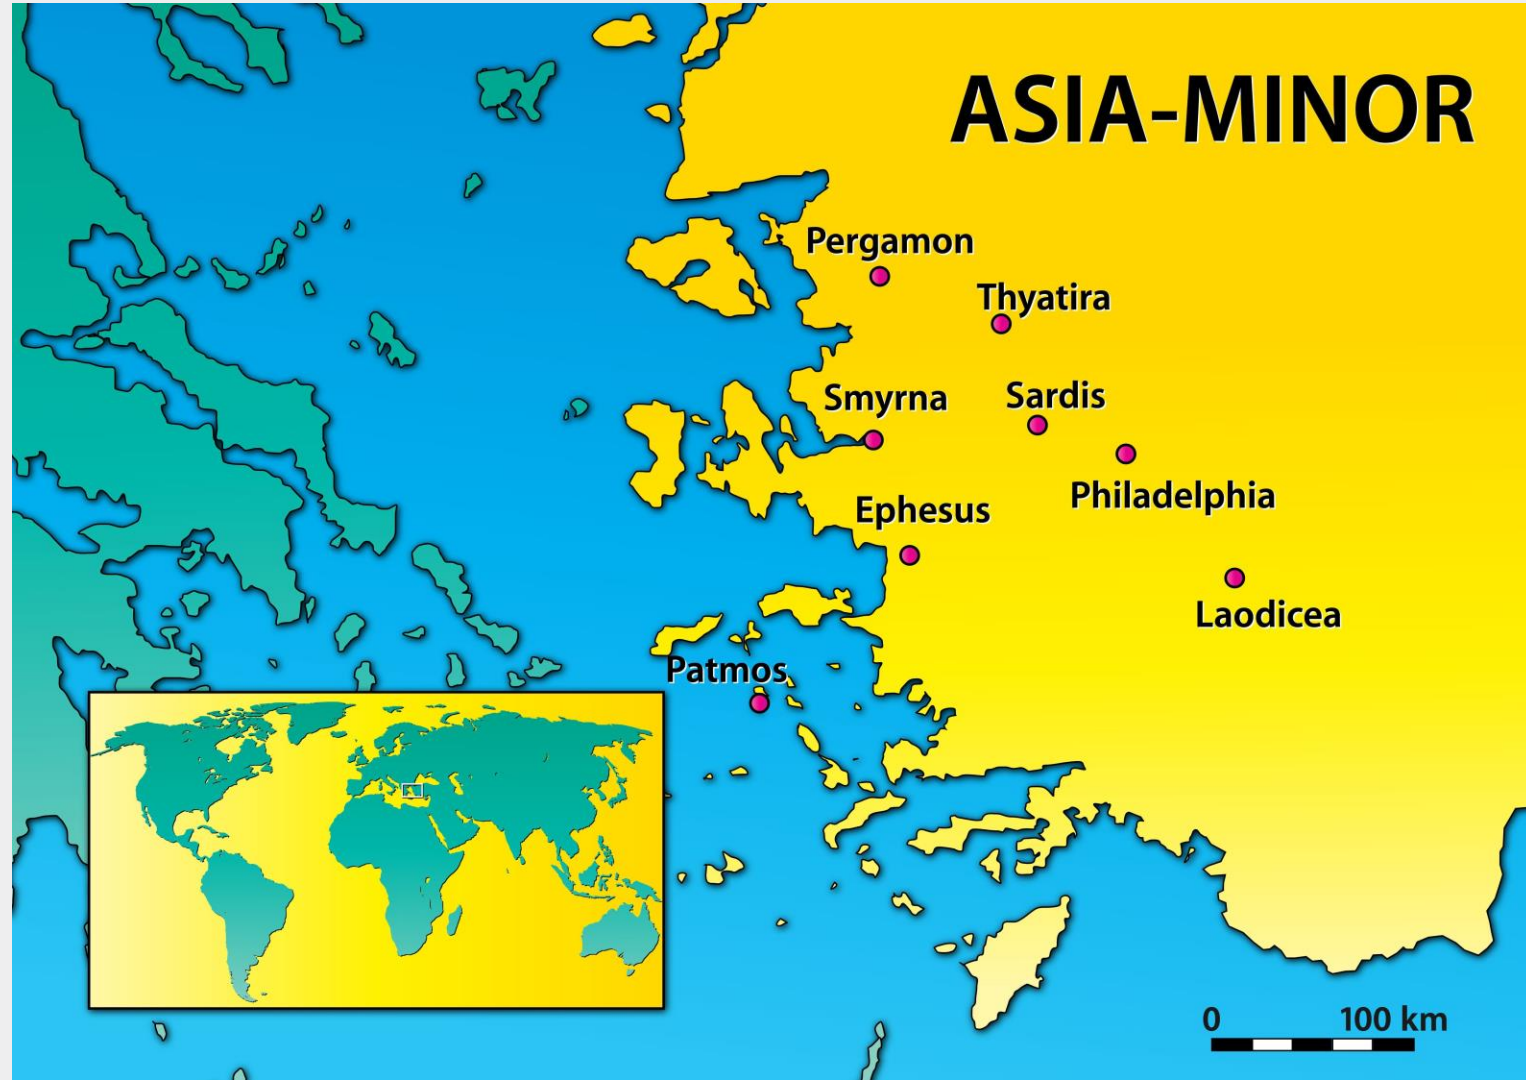 ASIA-MINOR
Pergamon
Thyatira
Smyrna
Sardis
Philadelphia
Ephesus
Laodicea
Patmos
0 100 km